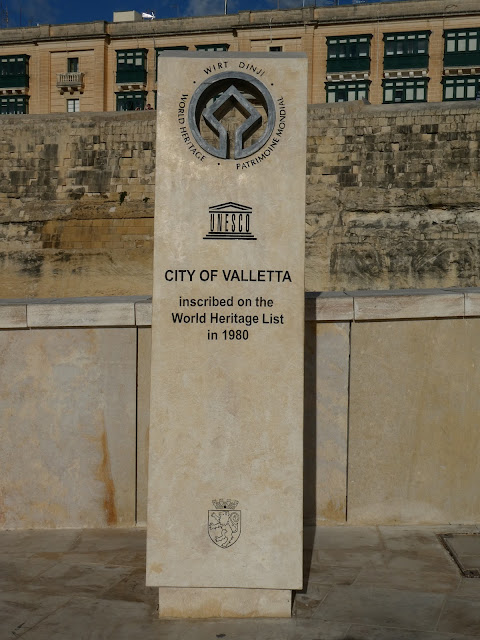 WIRT DINJI
WORLD HERITAGE • PATRIMOINE MONDIAL •
UNESCO
CITY OF VALLETTA
inscribed on the
World Heritage List
in 1980